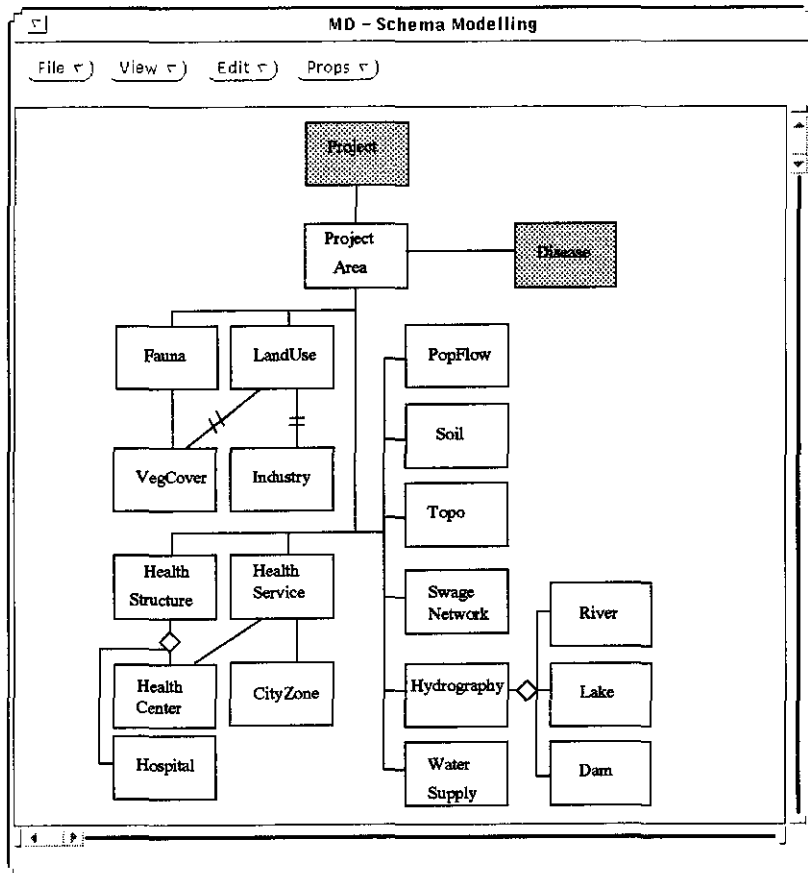 MD - Schema Modelling
File View Edit Props
Project
Project
Area
Disease
Fauna
LandUse
PopFlow
VegCover
Industry
Soil
Topo
Health
Structure
Health
Service
Swage
Network
River
Health
Center
CityZone
Hydrography
Lake
Hospital
Water
Supply
Dam